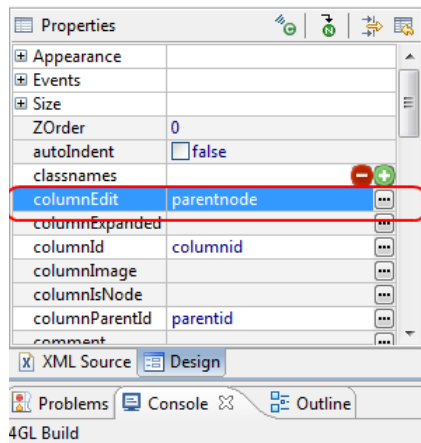 Properties
Appearance
Events
Size
ZOrder 0
autoIndent false
classnames
columnEdit parentnode
columnExpanded
columnId columnid
columnImage
columnIsNode
columnParentId parentid
comment
XML Source Design
Problems Console Outline
4GL Build